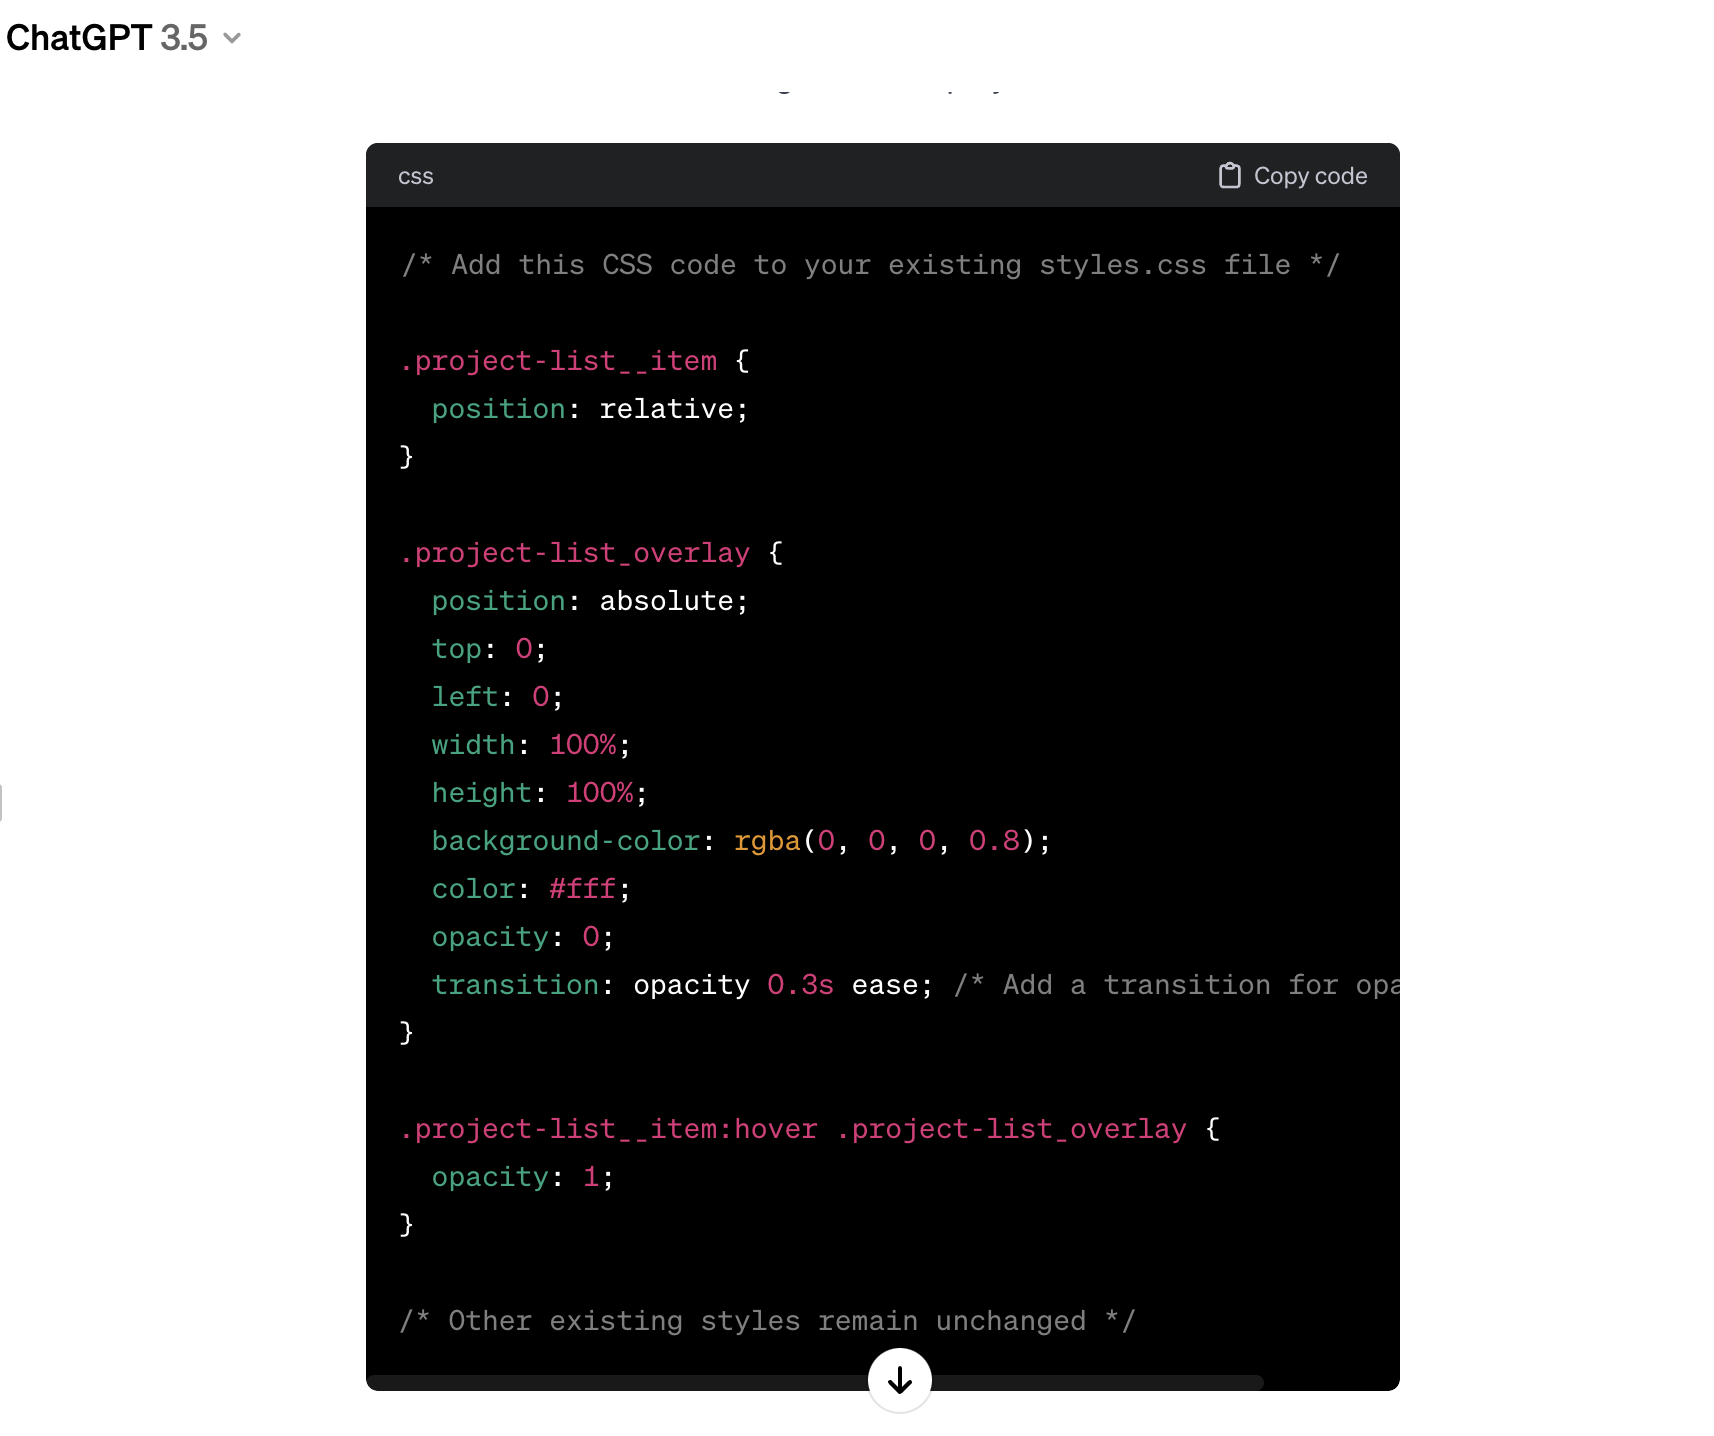 ChatGPT 3.5
css
Copy code
/* Add this CSS code to your existing styles.css file */
.project-list__item {
position: relative;
}
.project-list_overlay {
position: absolute;
top: 0;
left: 0;
width: 100%;
height: 100%;
background-color: rgba(0, 0, 0, 0.8);
color: #fff;
opacity: 0;
transition: opacity 0.3s ease; /* Add a transition for
}
.project-list__item:hover .project-list_overlay {
opacity: 1;
}
/* Other existing styles remain unchanged */